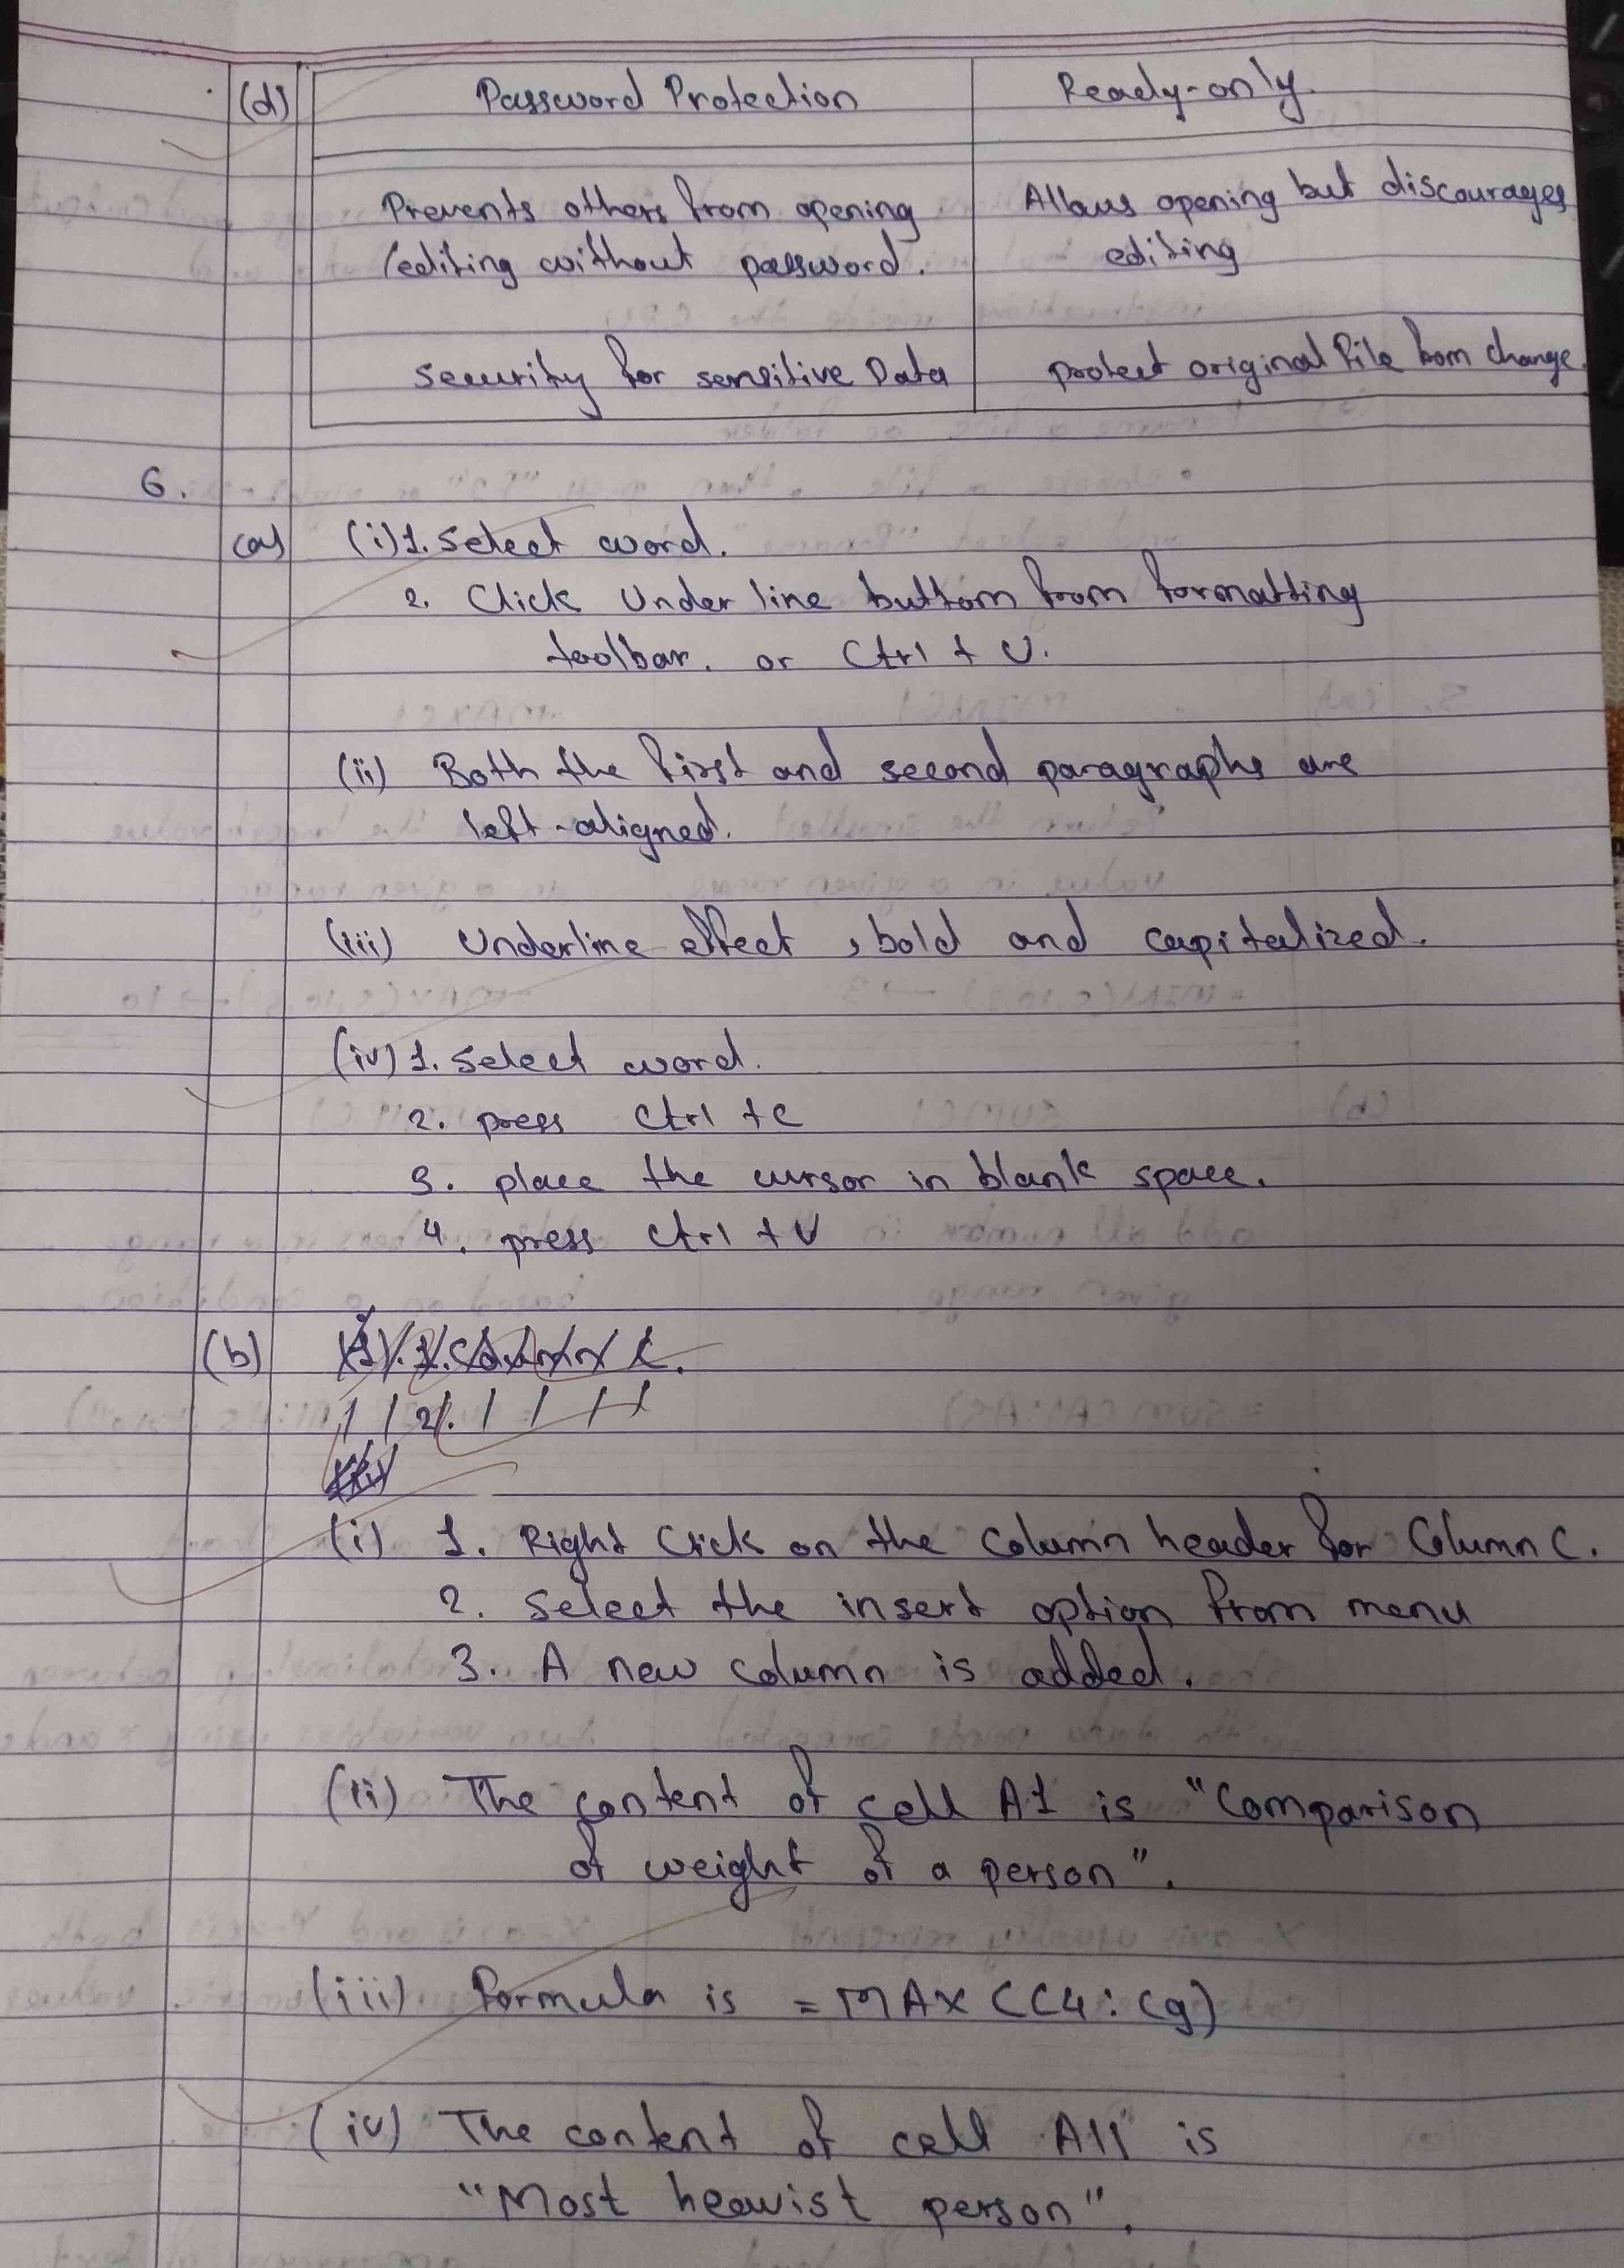 (d) Password Protection Ready-only.
Prevents others from opening Allows opening but discourages
/editing without password. editing
security for sensitive Data protect original file from change.
6.
(a) (i) 1. Select word.
2. Click Under line buttom from formatting
toolbar. or Ctrl + U.
(ii) Both the first and second paragraphs are
left-aligned.
(iii) Underline effect, bold and capitalized.
(iv) 1. Select word.
2. press Ctrl + C
3. place the cursor in blank space.
4. press Ctrl + V
(b)
(i) 1. Right Click on the Column header for Column C.
2. Select the insert option from menu
3. A new column is added.
(ii) The content of cell A1 is "Comparison
of weight of a person".
(iii) Formula is = MAX (C4 : C9)
(iv) The content of cell A11 is
"Most heavist person".